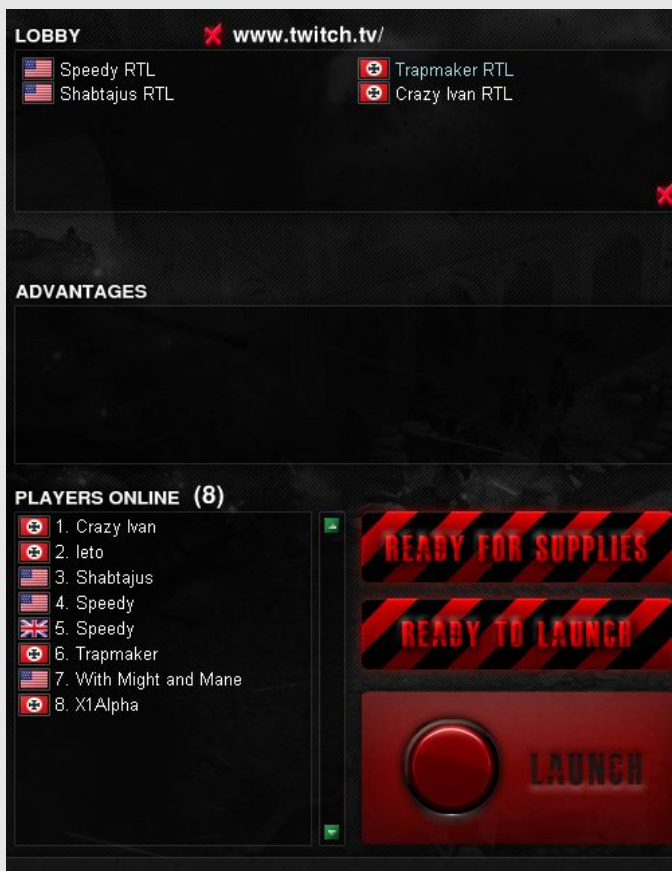 LOBBY www.twitch.tv/
Speedy RTL Trapmaker RTL
Shabtajus RTL Crazy Ivan RTL
ADVANTAGES
PLAYERS ONLINE (8)
1. Crazy Ivan
2. leto
3. Shabtajus
4. Speedy
5. Speedy
6. Trapmaker
7. With Might and Mane
8. X1Alpha
READY FOR SUPPLIES
READY TO LAUNCH
LAUNCH